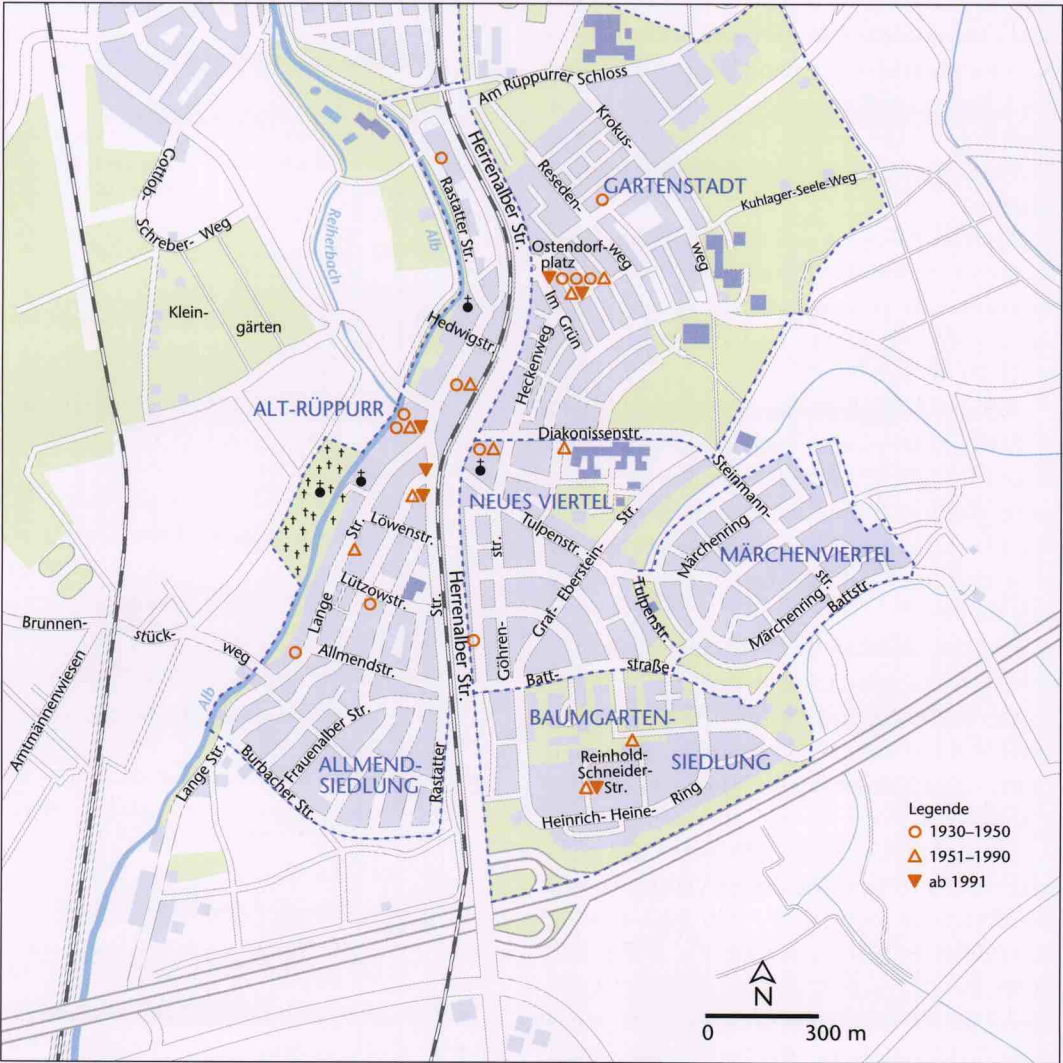 Am Rüppurrer Schloss
Krokus-
weg
Reseden-
weg
GARTENSTADT
Kuhlager-Seele-Weg
Herrenalber Str.
Rastatter Str.
Alb
Reiherbach
Gottlob-
Schreber- Weg
Klein-
gärten
Ostendorf-
platz
Im Grün
Heckenweg
Hedwigstr.
ALT-RÜPPURR
Diakonissenstr.
NEUES VIERTEL
Steinmann-
str.
Märchenring
MÄRCHENVIERTEL
Märchenring
Battstr.
Tulpenstr.
Tulpenstr.
Graf- Eberstein-
Str.
Göhren-
str.
Löwenstr.
Lützowstr.
Lange
Str.
Str.
Herrenalber Str.
Allmendstr.
Brunnen-
stück-
weg
Amtmännenwiesen
Alb
Lange Str.
Burbacher Str.
Frauenalber Str.
ALLMEND-
SIEDLUNG
Rastatter
Batt-
straße
BAUMGARTEN-
SIEDLUNG
Reinhold-
Schneider-
Str.
Heinrich- Heine-
Ring
Legende
1930–1950
1951–1990
ab 1991
N
0 300 m